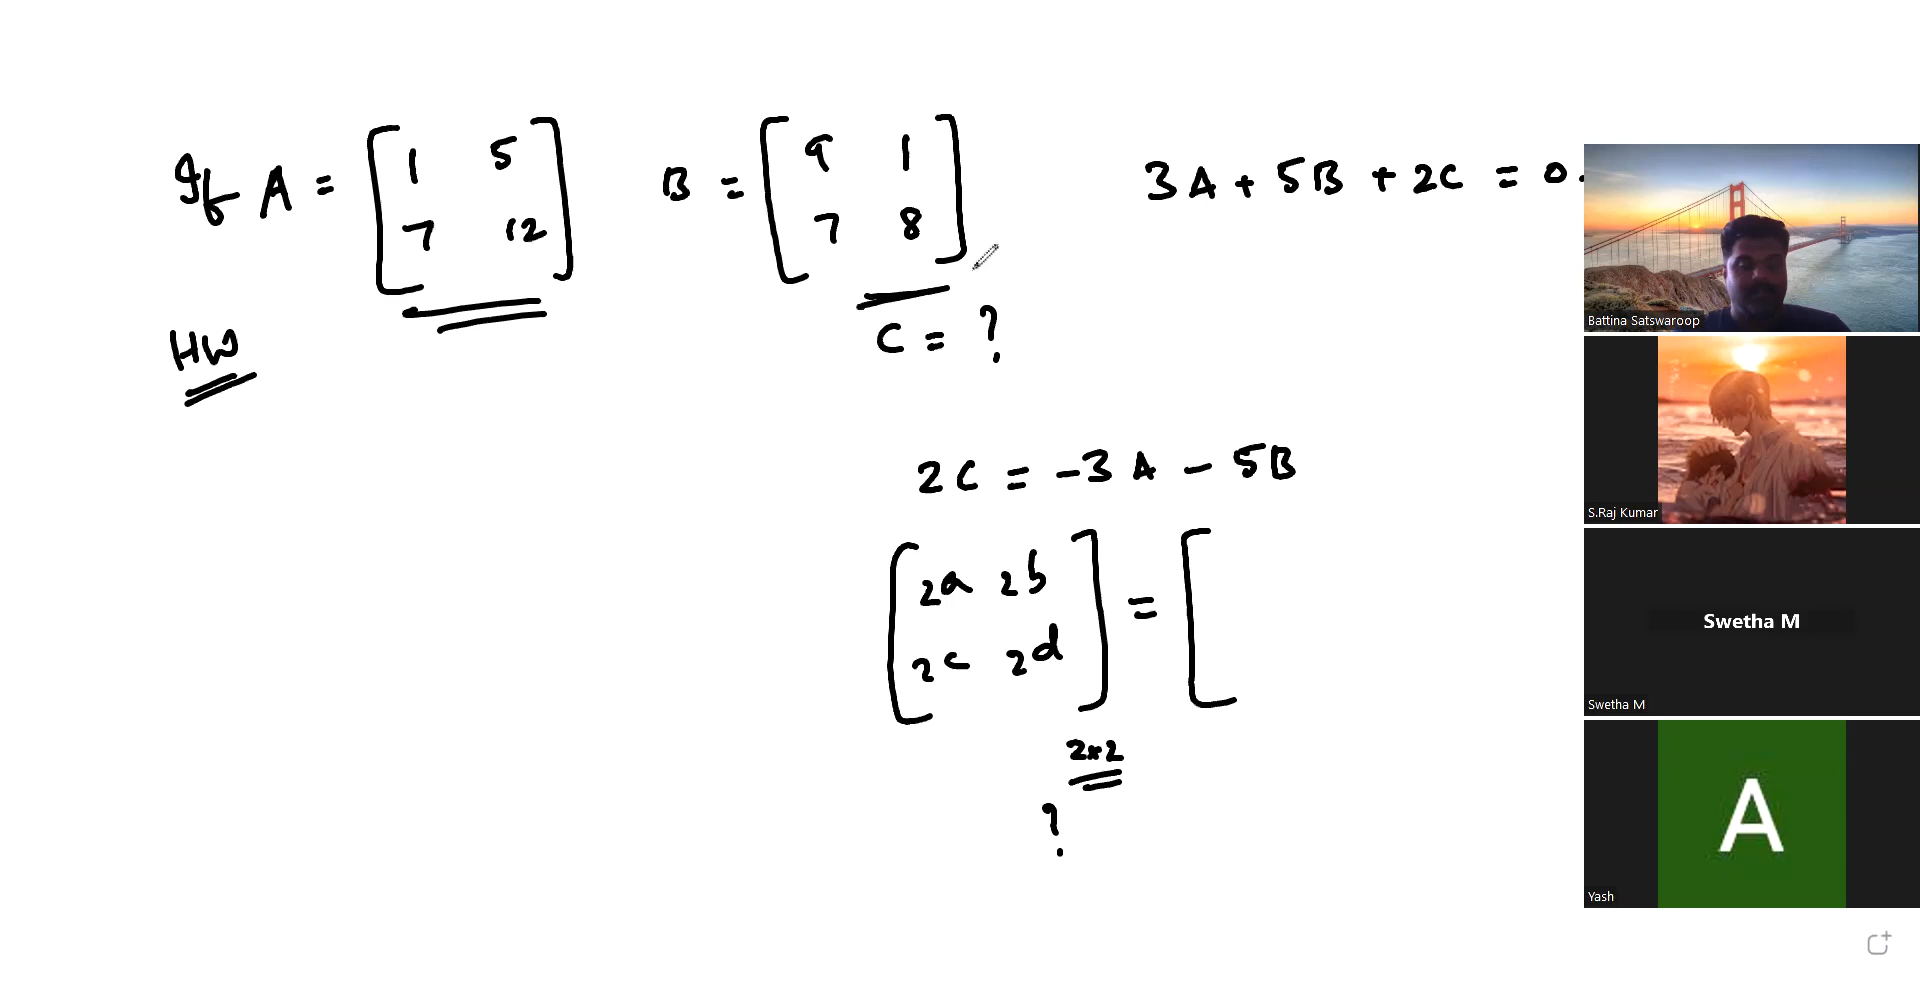 If A = [ 1 5 B = [ 9 1 3A + 5B + 2C = 0.
7 12 ] 7 8 ]
HW C = ?
2C = -3A - 5B
[ 2a 2b
2c 2d ] = [
2×2
?
Battina Satswaroop
S.Raj Kumar
Swetha M
Swetha M
A
Yash